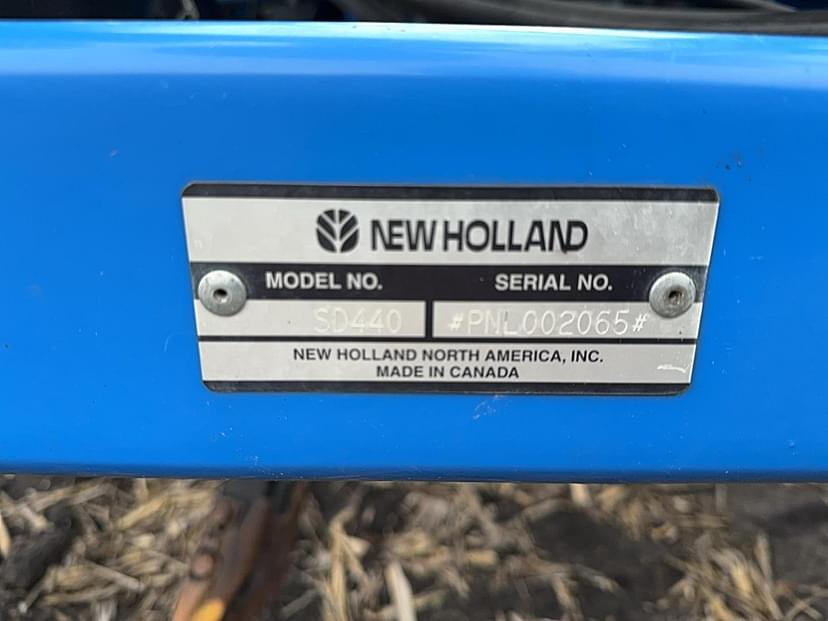 NEW HOLLAND
MODEL NO. SERIAL NO.
SD440 #PNL002065#
NEW HOLLAND NORTH AMERICA, INC.
MADE IN CANADA